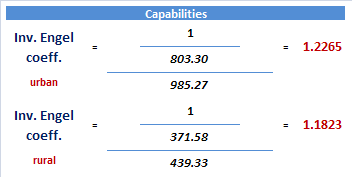 Capabilities
Inv. Engel coeff. = 1 = 1.2265
803.30
urban 985.27
Inv. Engel coeff. = 1 = 1.1823
371.58
rural 439.33